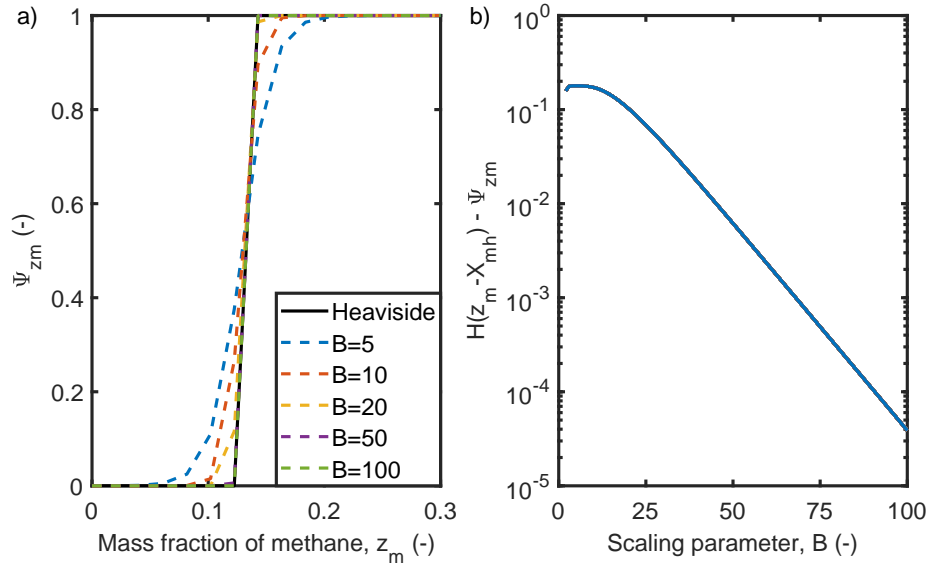 a)
1
0.8
0.6
0.4
0.2
0
Ψzm (-)
Heaviside
B=5
B=10
B=20
B=50
B=100
0
0.1
0.2
0.3
Mass fraction of methane, zm (-)
b)
10^0
10^-1
10^-2
10^-3
10^-4
10^-5
H(zm-Xmh) - Ψzm
0
25
50
75
100
Scaling parameter, B (-)